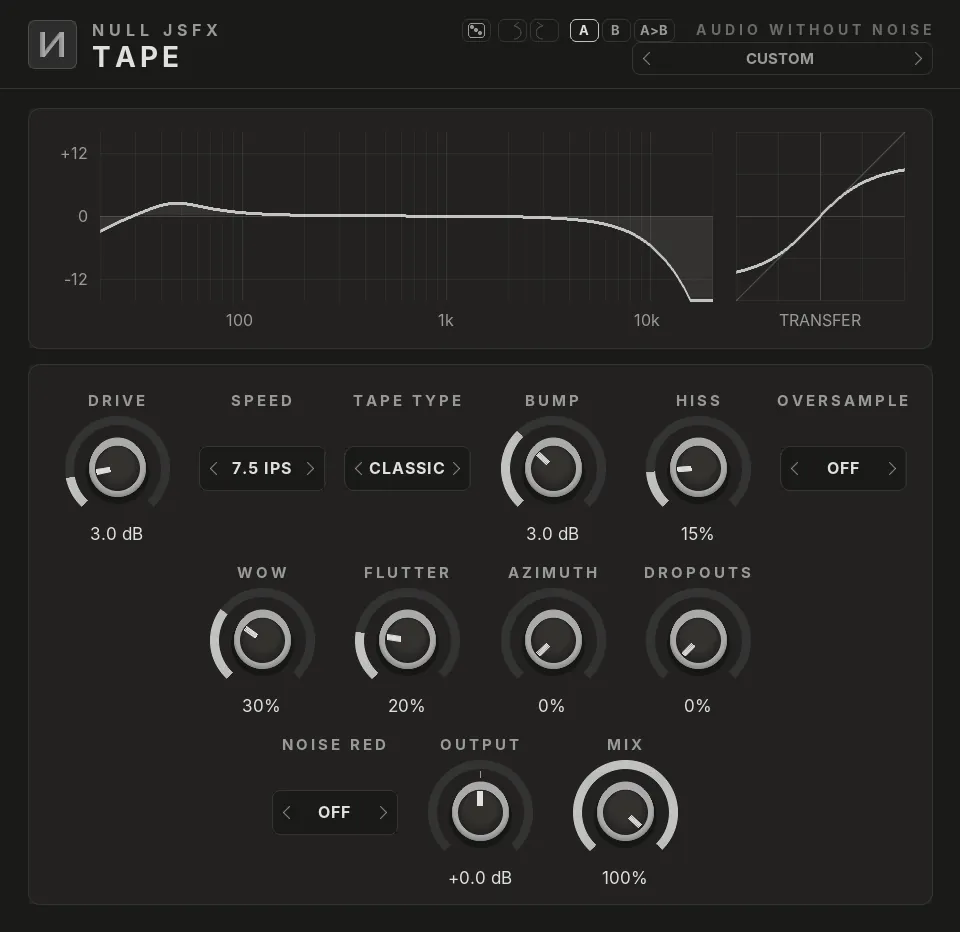 NULL JSFX
TAPE
A B A>B
AUDIO WITHOUT NOISE
CUSTOM
+12
0
-12
100 1k 10k
TRANSFER
DRIVE SPEED TAPE TYPE BUMP HISS OVERSAMPLE
7.5 IPS CLASSIC OFF
3.0 dB 3.0 dB 15%
WOW FLUTTER AZIMUTH DROPOUTS
30% 20% 0% 0%
NOISE RED OUTPUT MIX
OFF
+0.0 dB 100%